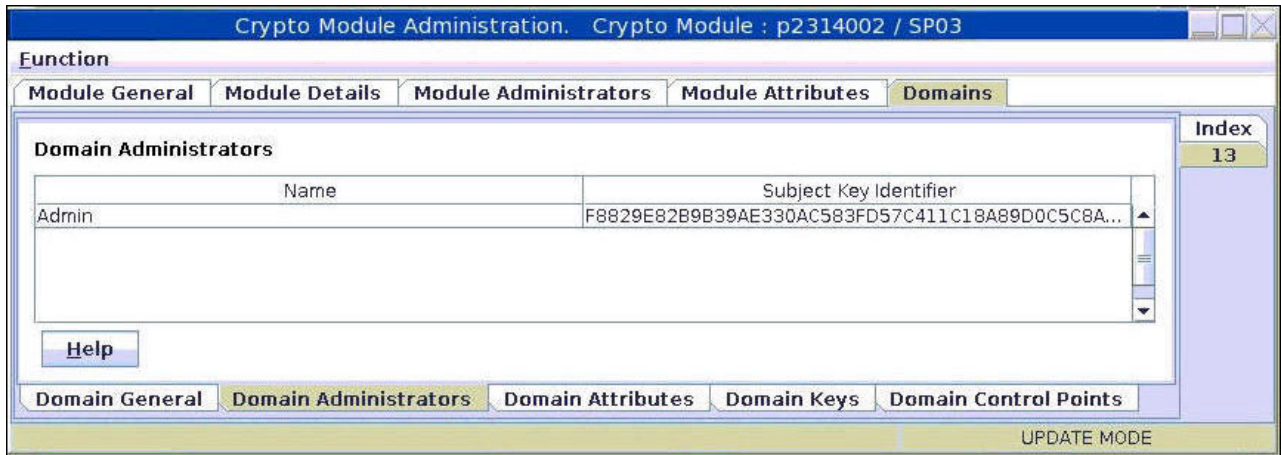 Crypto Module Administration. Crypto Module : p2314002 / SP03
Function
Module General Module Details Module Administrators Module Attributes Domains
Index
13
Domain Administrators
Name Subject Key Identifier
Admin F8829E82B9B39AE330AC583FD57C411C18A89D0C5C8A...
Help
Domain General Domain Administrators Domain Attributes Domain Keys Domain Control Points
UPDATE MODE